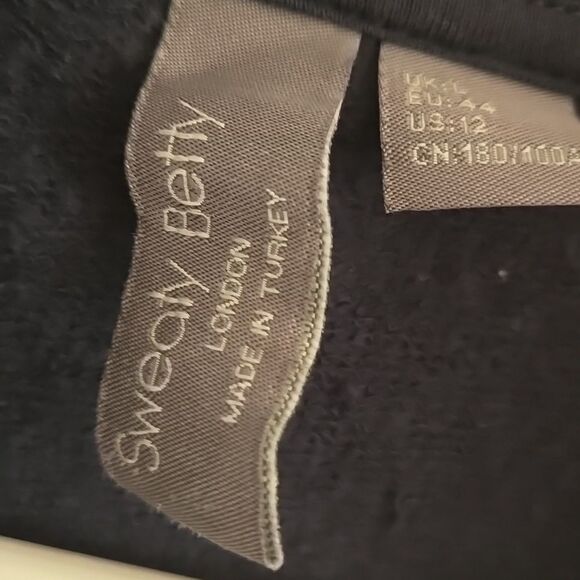 Sweaty Betty
LONDON
MADE IN TURKEY
UK:L
EU:44
US:12
CN:180/100A